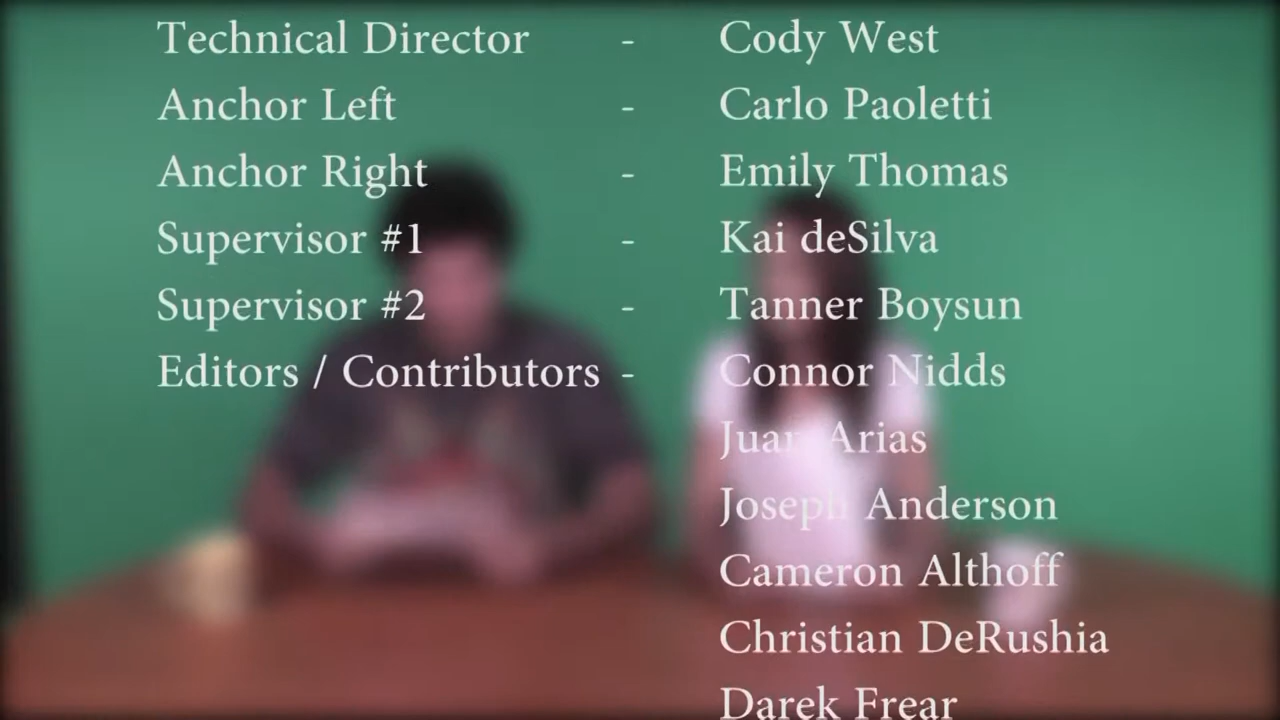 Technical Director - Cody West
Anchor Left - Carlo Paoletti
Anchor Right - Emily Thomas
Supervisor #1 - Kai deSilva
Supervisor #2 - Tanner Boysun
Editors / Contributors - Connor Nidds
Juan Arias
Joseph Anderson
Cameron Althoff
Christian DeRushia
Darek Frear